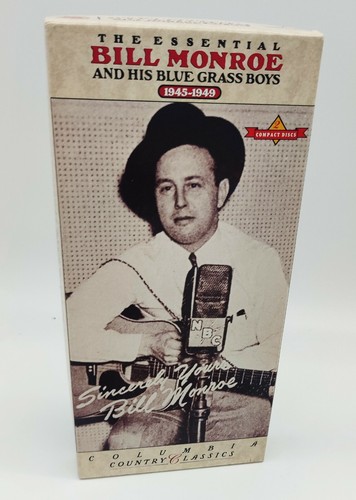 THE ESSENTIAL
BILL MONROE
AND HIS BLUE GRASS BOYS
1945-1949
2
COMPACT DISCS
NBC
Sincerely Yours
Bill Monroe
COLUMBIA
COUNTRY CLASSICS